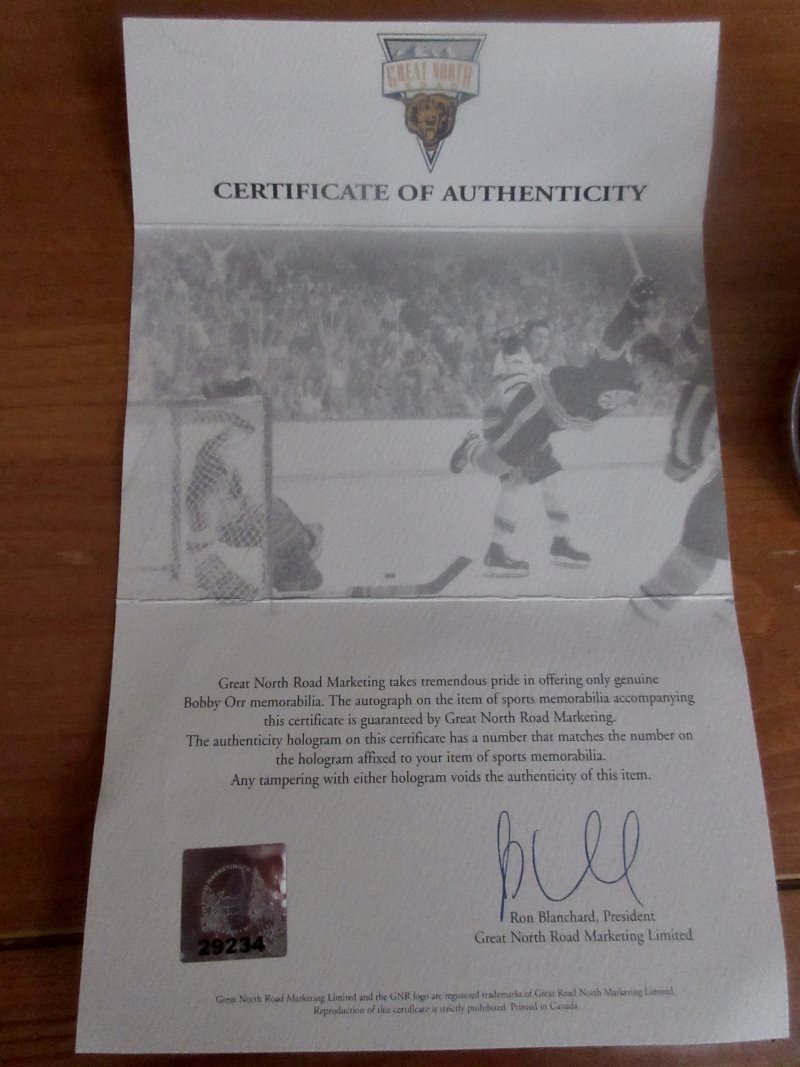 GREAT NORTH
ROAD
CERTIFICATE OF AUTHENTICITY
Great North Road Marketing takes tremendous pride in offering only genuine
Bobby Orr memorabilia. The autograph on the item of sports memorabilia accompanying
this certificate is guaranteed by Great North Road Marketing.
The authenticity hologram on this certificate has a number that matches the number on
the hologram affixed to your item of sports memorabilia.
Any tampering with either hologram voids the authenticity of this item.
MARKETING
29234
Ron Blanchard, President
Great North Road Marketing Limited
Great North Road Marketing Limited and the GNR logo are registered trademarks of Great Road North Marketing Limited.
Reproduction of this certificate is strictly prohibited. Printed in Canada.